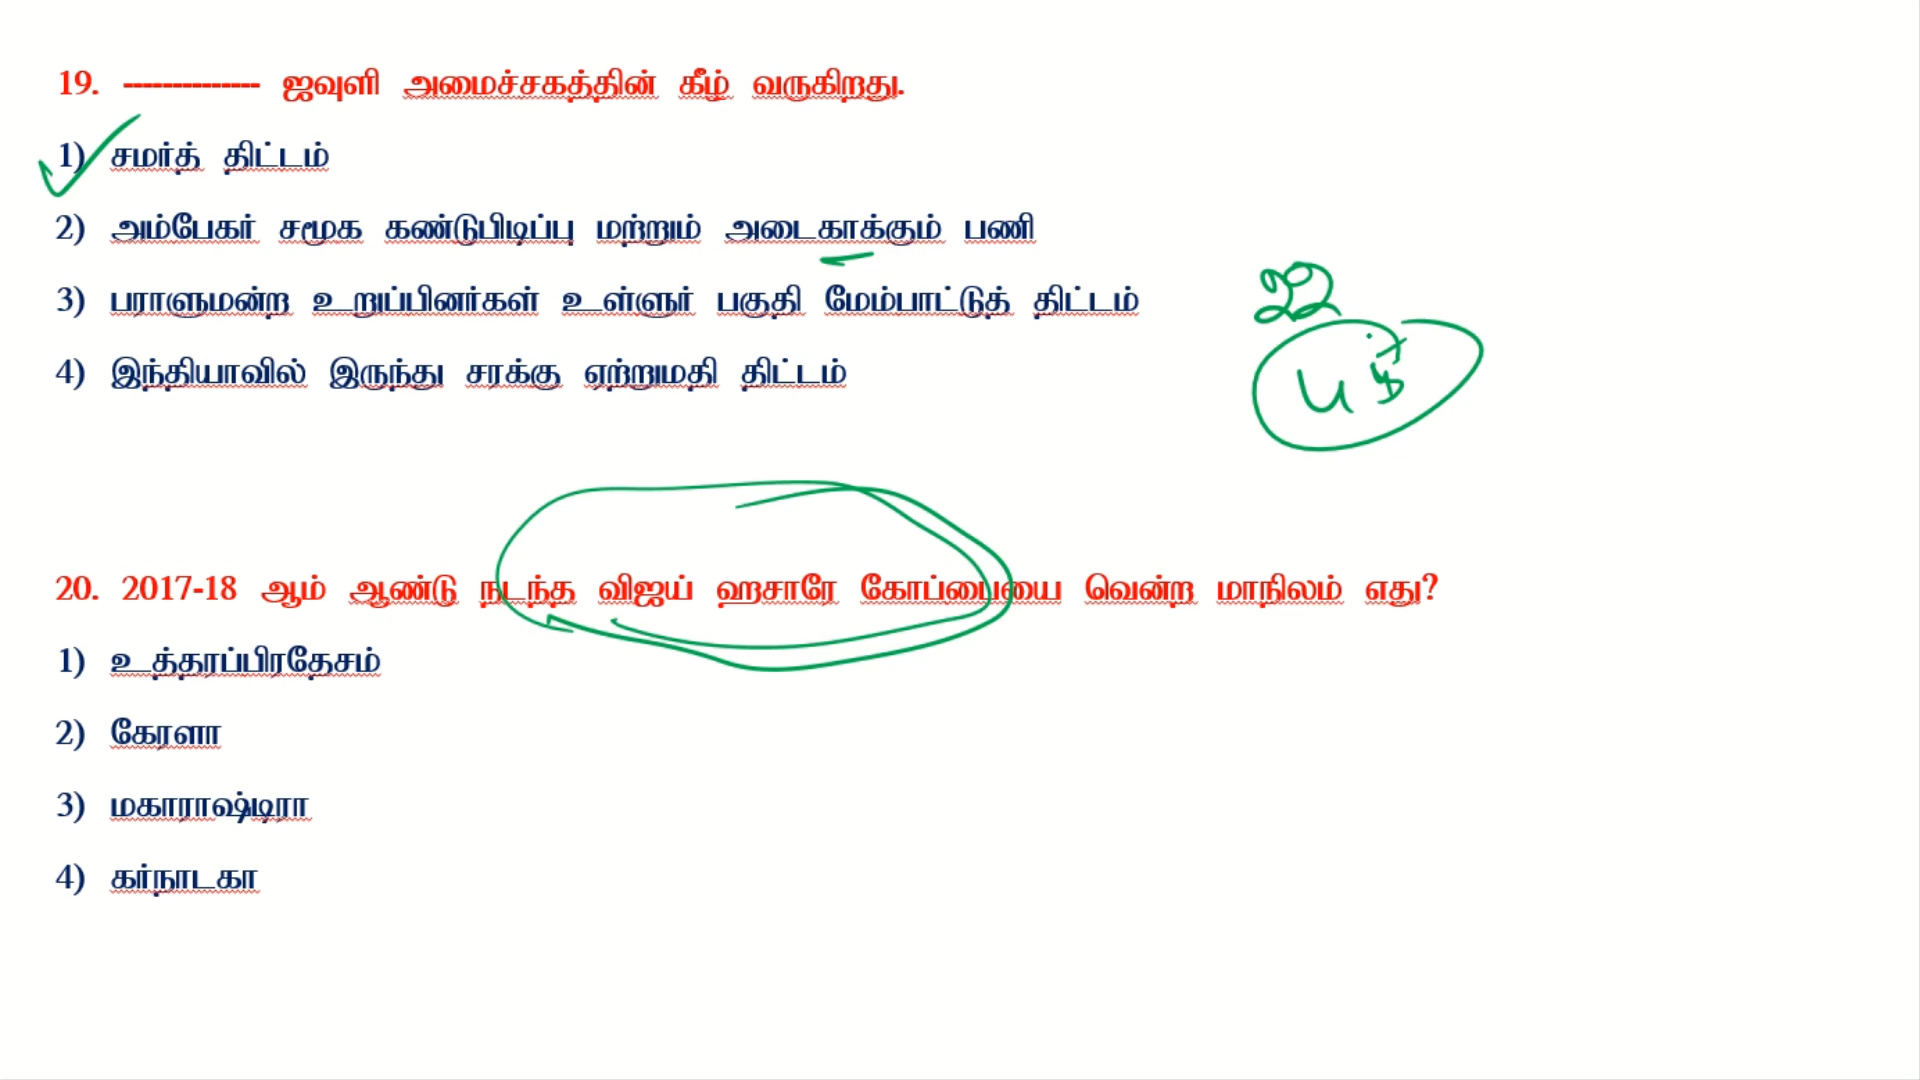 19. --------------- ஜவுளி அமைச்சகத்தின் கீழ் வருகிறது.
1) சமர்த் திட்டம்
2) அம்பேகர் சமூக கண்டுபிடிப்பு மற்றும் அடைகாக்கும் பணி
3) பராளுமன்ற உறுப்பினர்கள் உள்ளுர் பகுதி மேம்பாட்டுத் திட்டம்
4) இந்தியாவில் இருந்து சரக்கு ஏற்றுமதி திட்டம்
20. 2017-18 ஆம் ஆண்டு நடந்த விஜய் ஹசாரே கோப்பையை வென்ற மாநிலம் எது?
1) உத்தரப்பிரதேசம்
2) கேரளா
3) மகாராஷ்டிரா
4) கர்நாடகா